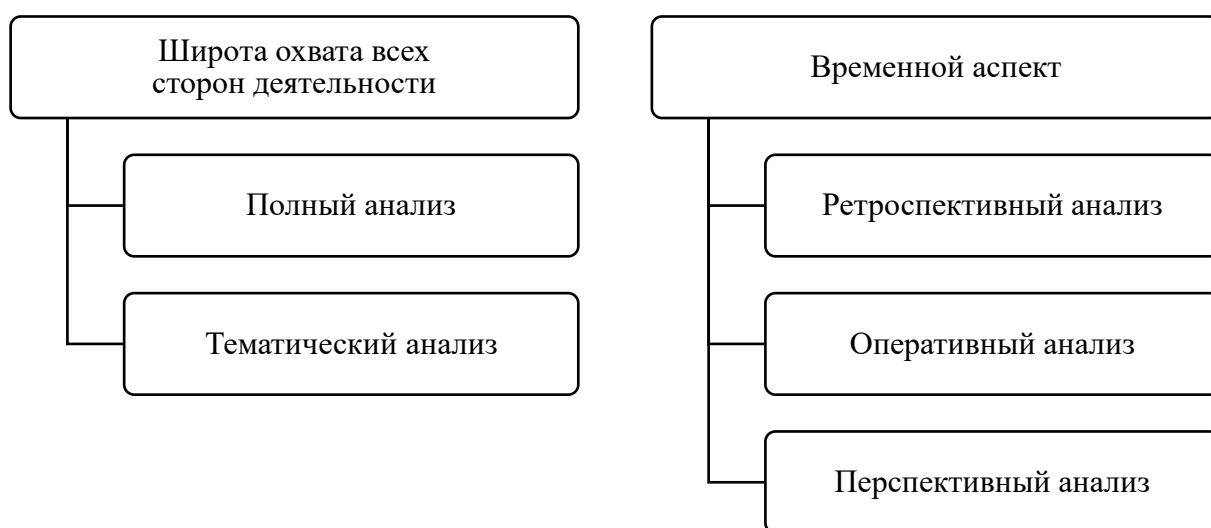 Широта охвата всех
сторон деятельности
Полный анализ
Тематический анализ
Временной аспект
Ретроспективный анализ
Оперативный анализ
Перспективный анализ